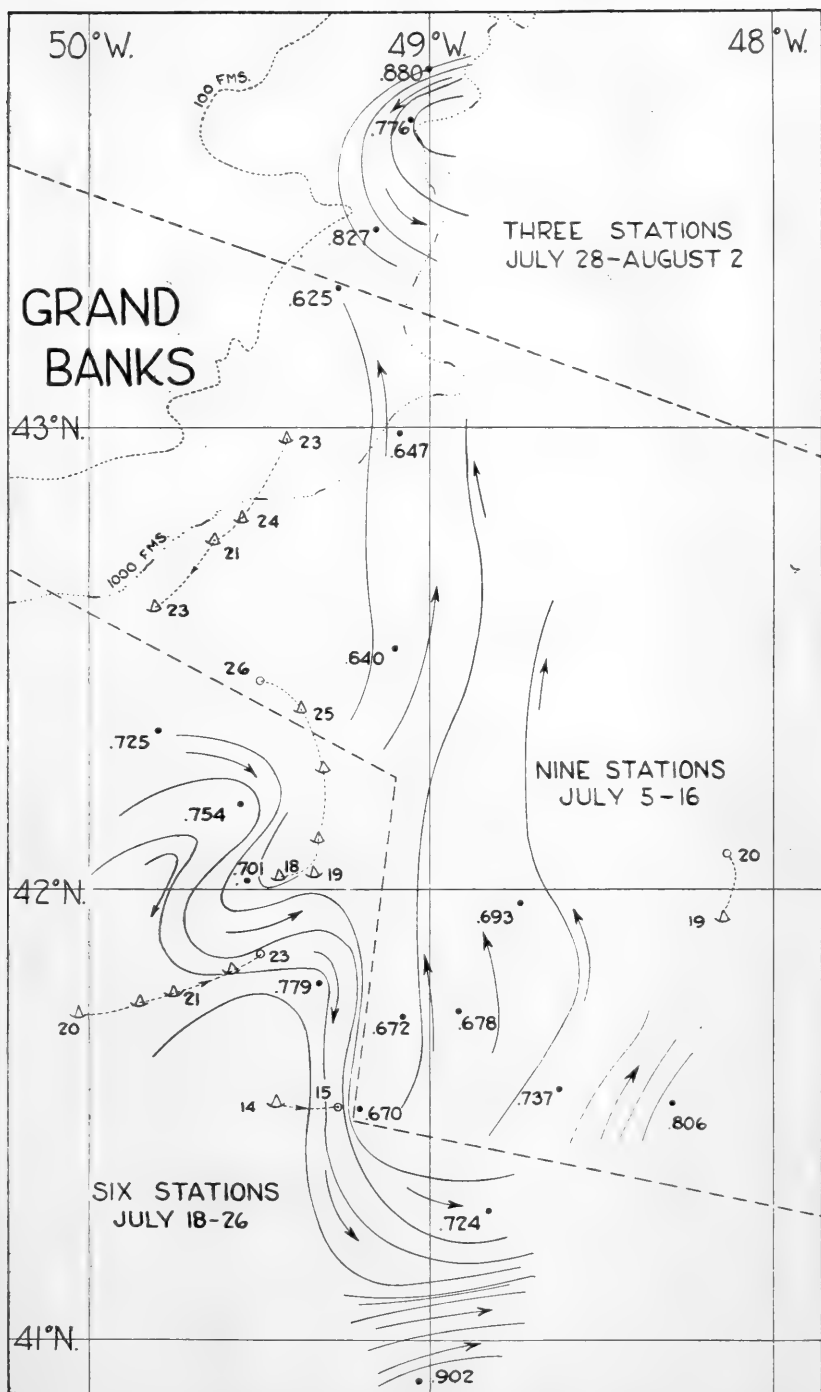 50°W.
49°W.
48°W.
100 FMS.
.880
.776
.827
THREE STATIONS
JULY 28-AUGUST 2
.625
GRAND
BANKS
43°N.
23
.647
24
21
1000 FMS.
23
.640
26
25
.725
NINE STATIONS
JULY 5-16
.754
.701
18
19
20
42°N.
19
.693
23
.779
21
20
.672
.678
14
15
.670
.737
.806
SIX STATIONS
JULY 18-26
.724
41°N.
.902